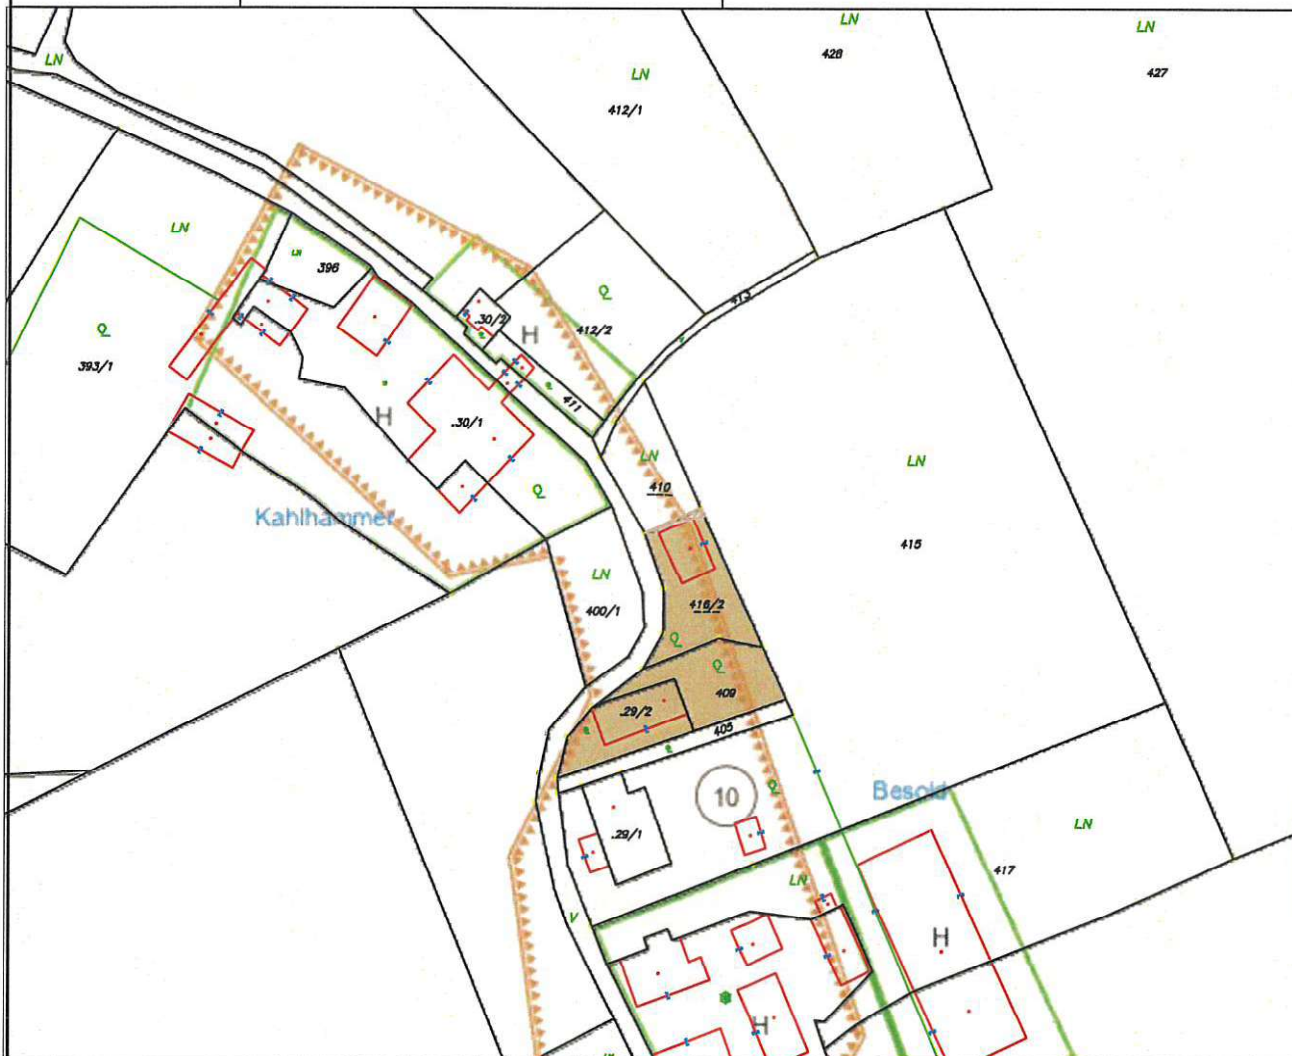 LN
428
LN
427
LN
LN
412/1
LN
396
LN
Q
413
.30/2
H
412/2
Q
393/1
411
H
.30/1
LN
LN
410
Q
Kahlhammer
415
LN
400/1
416/2
Q
Q
409
.29/2
405
Q
10
Besold
LN
.29/1
417
LN
V
H
H